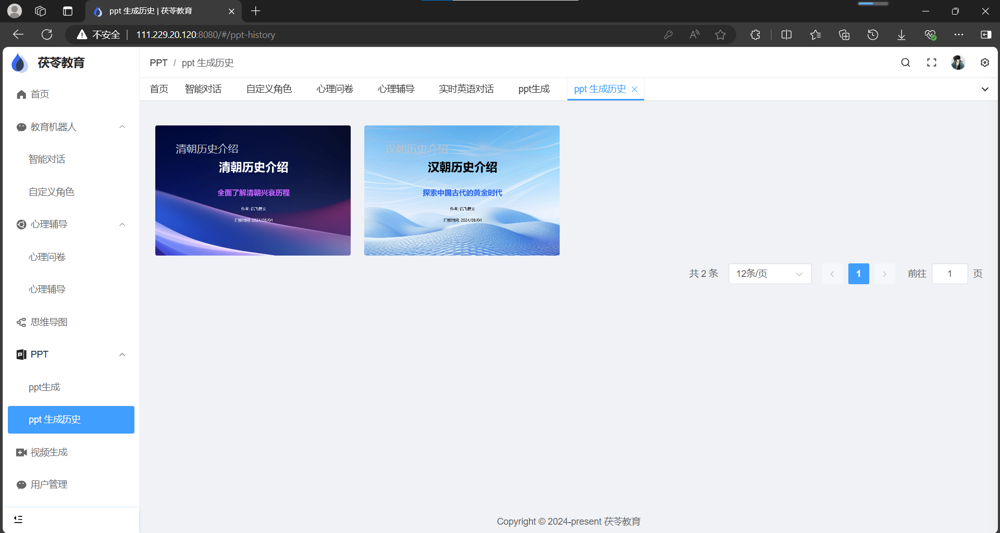 ppt 生成历史 | 茯苓教育
不安全
111.229.20.120:8080/#/ppt-history
茯苓教育
PPT / ppt 生成历史
首页 智能对话 自定义角色 心理问卷 心理辅导 实时英语对话 ppt生成 ppt 生成历史
首页
教育机器人
智能对话
自定义角色
心理辅导
心理问卷
心理辅导
思维导图
PPT
ppt生成
ppt 生成历史
视频生成
用户管理
清朝历史介绍
清朝历史介绍
全面了解清朝兴衰历程
作者: 讯飞智文
汇报时间: 2024/08/04
汉朝历史介绍
汉朝历史介绍
探索中国古代的黄金时代
作者: 讯飞智文
汇报时间: 2024/08/04
共 2 条 12条/页 1 前往 1 页
Copyright © 2024-present 茯苓教育